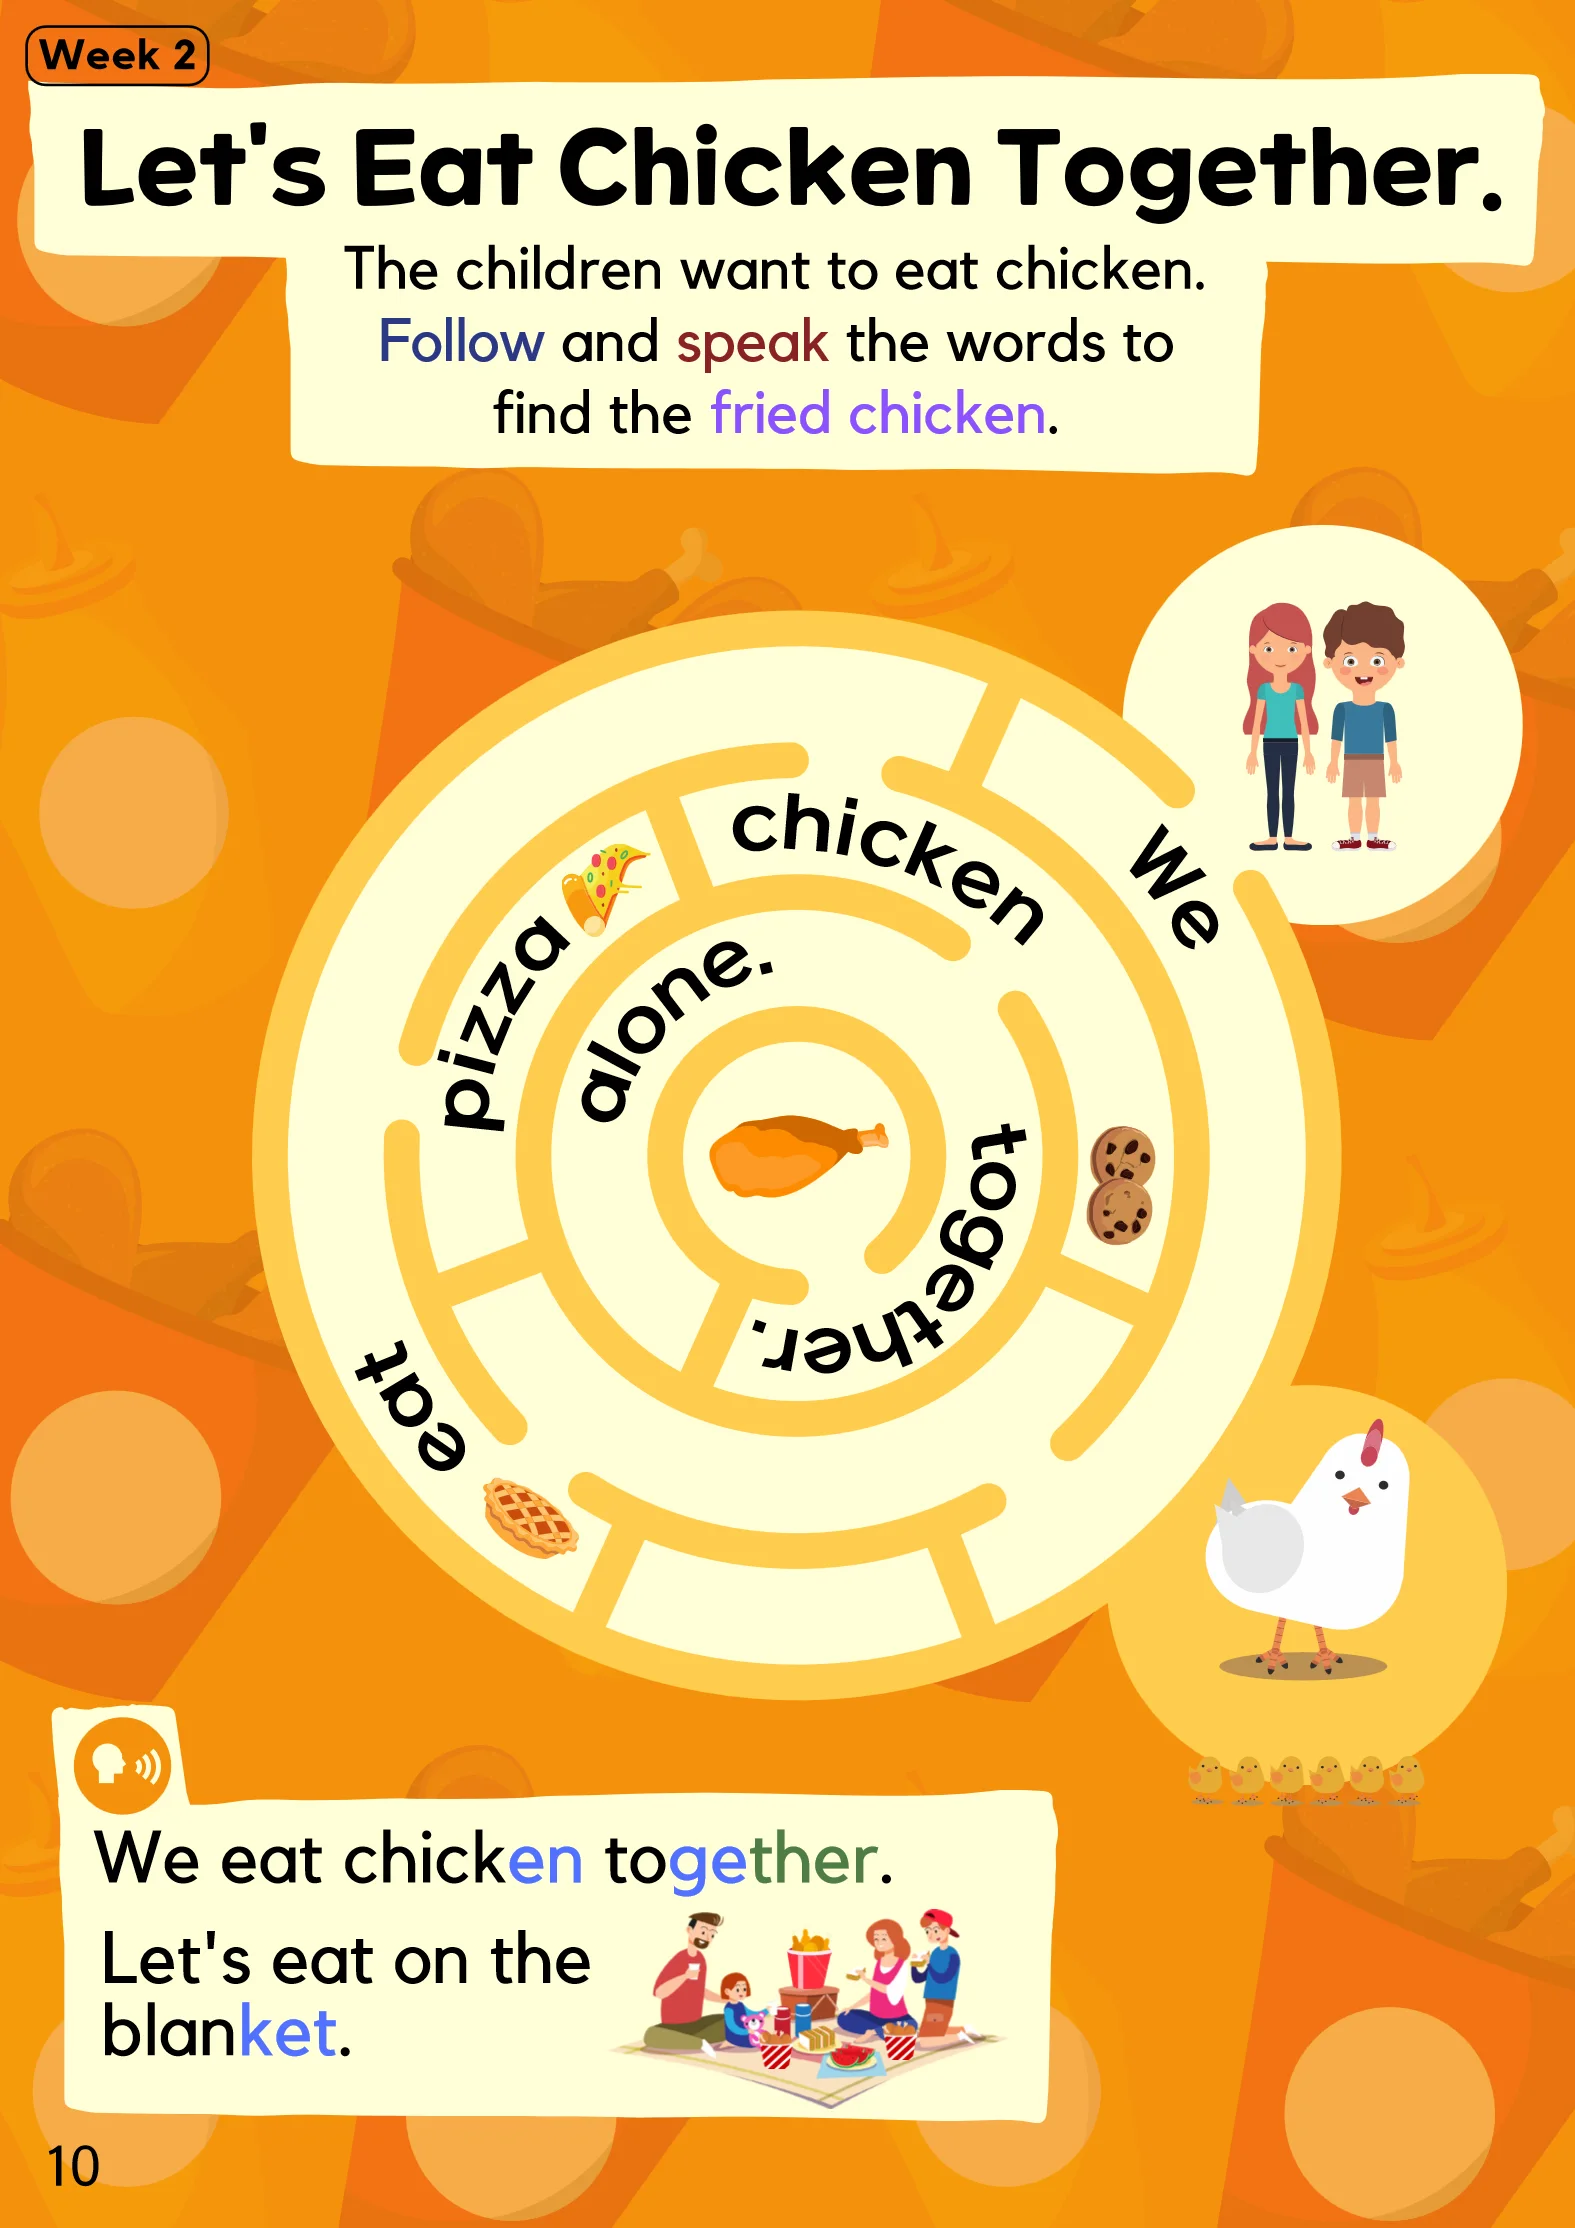 Week 2
Let's Eat Chicken Together.
The children want to eat chicken.
Follow and speak the words to
find the fried chicken.
We
chicken
pizza
alone.
together.
eat
We eat chicken together.
Let's eat on the
blanket.
10